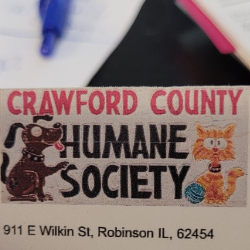 CRAWFORD COUNTY
HUMANE
SOCIETY
911 E Wilkin St, Robinson IL, 62454